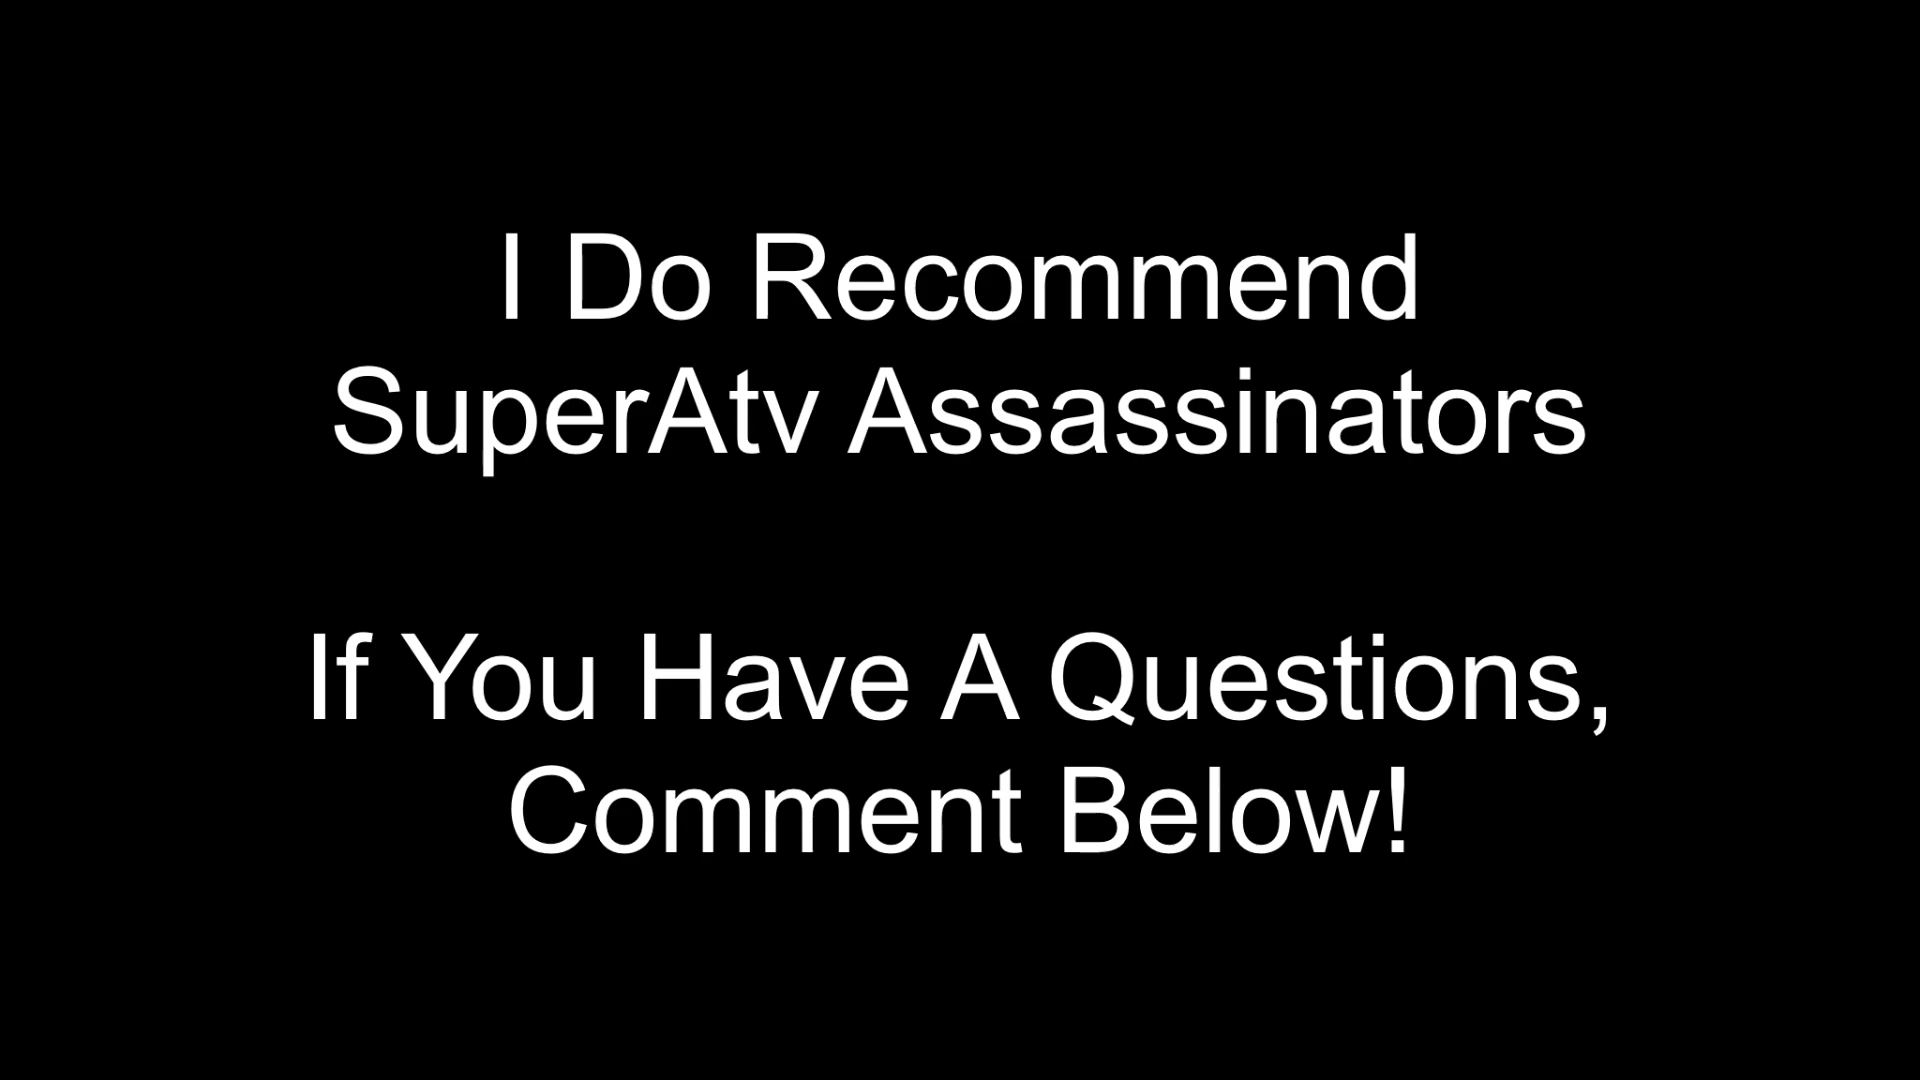 I Do Recommend
SuperAtv Assassinators
If You Have A Questions,
Comment Below!